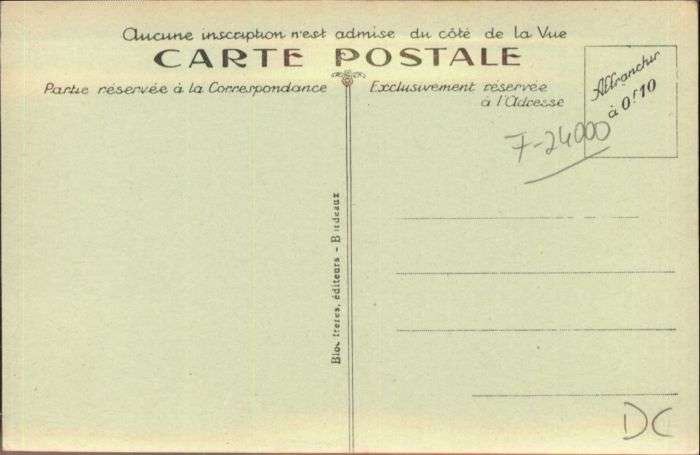 Aucune inscription n'est admise du côté de la Vue
CARTE POSTALE
Partie réservée à la Correspondance
Exclusivement réservée
à l'Adresse
Affranchir
à 0f10
7-24000
Bloc frères, éditeurs - Bordeaux
DC